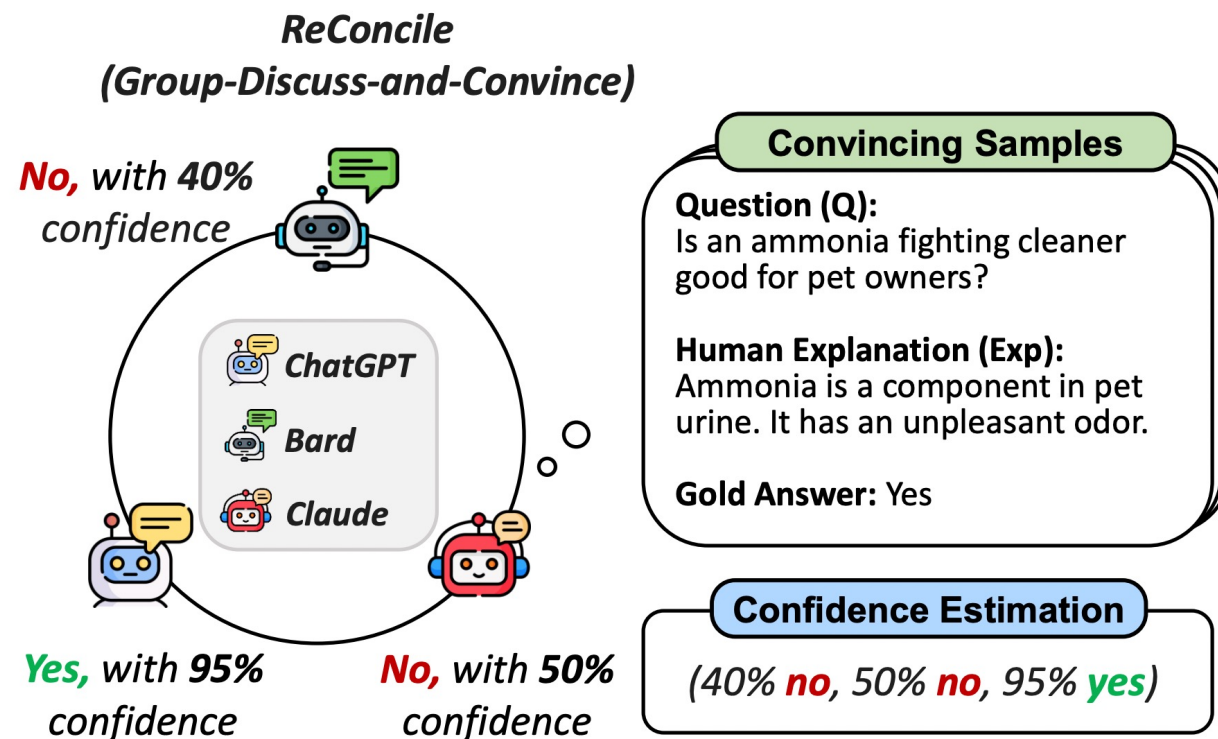 ReConcile
(Group-Discuss-and-Convince)
No, with 40%
confidence
ChatGPT
Bard
Claude
Yes, with 95%
confidence
No, with 50%
confidence
Convincing Samples
Question (Q):
Is an ammonia fighting cleaner
good for pet owners?
Human Explanation (Exp):
Ammonia is a component in pet
urine. It has an unpleasant odor.
Gold Answer: Yes
Confidence Estimation
(40% no, 50% no, 95% yes)